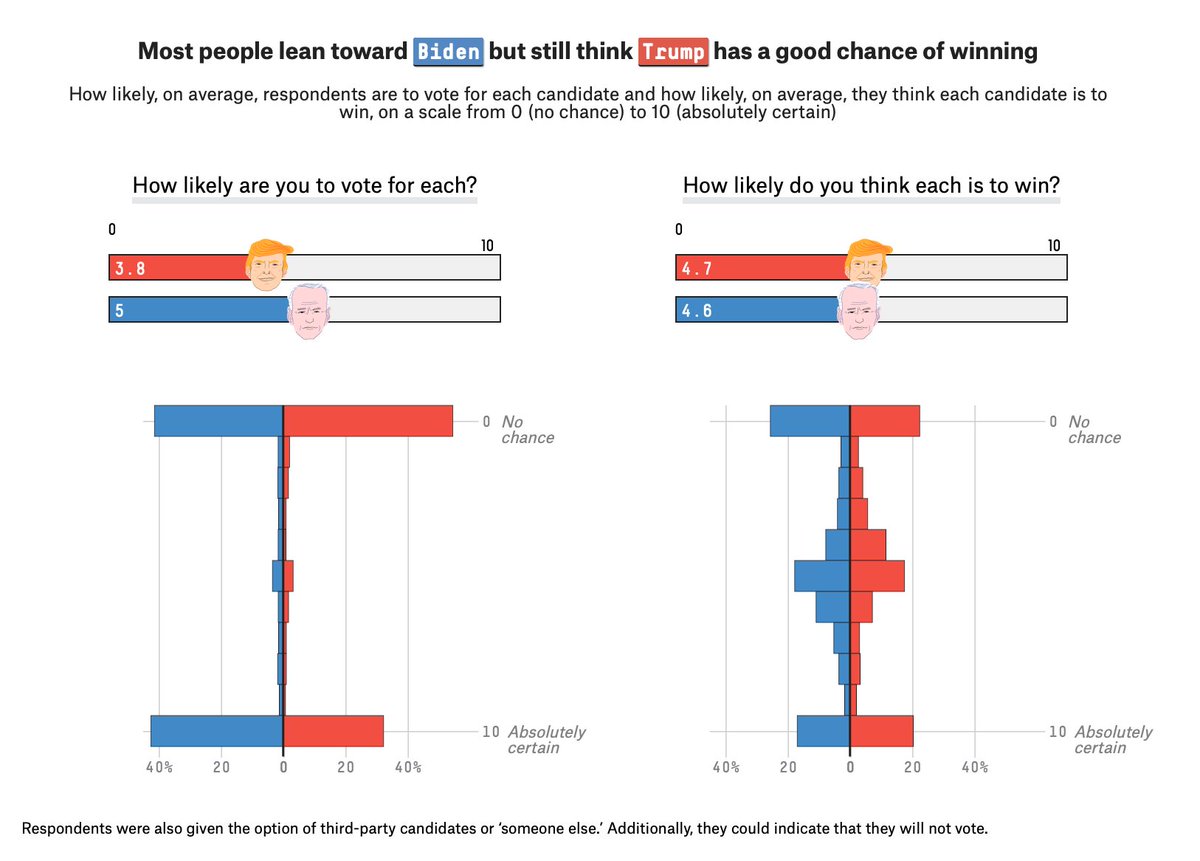 Most people lean toward Biden but still think Trump has a good chance of winning
How likely, on average, respondents are to vote for each candidate and how likely, on average, they think each candidate is to
win, on a scale from 0 (no chance) to 10 (absolutely certain)
How likely are you to vote for each?
0
10
3.8
5
0 No
chance
10 Absolutely
certain
40% 20 0 20 40%
How likely do you think each is to win?
0
10
4.7
4.6
0 No
chance
10 Absolutely
certain
40% 20 0 20 40%
Respondents were also given the option of third-party candidates or ‘someone else.’ Additionally, they could indicate that they will not vote.